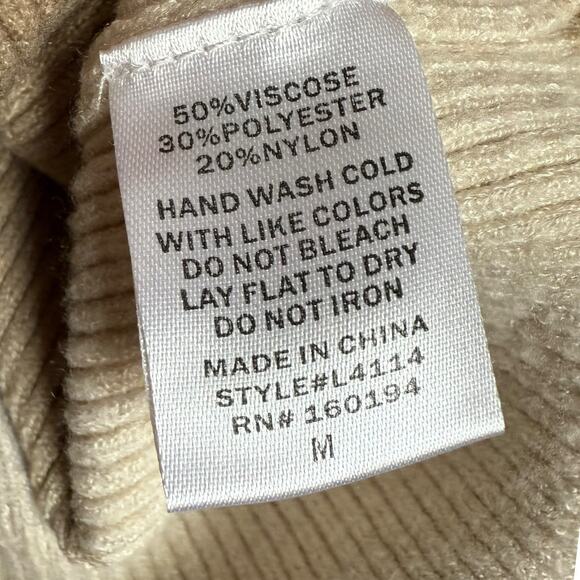 50%VISCOSE
30%POLYESTER
20%NYLON
HAND WASH COLD
WITH LIKE COLORS
DO NOT BLEACH
LAY FLAT TO DRY
DO NOT IRON
MADE IN CHINA
STYLE#L4114
RN# 160194
M